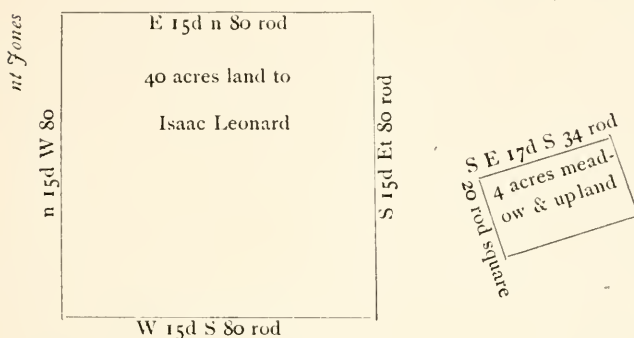 nt Jones
E 15d n 80 rod
40 acres land to
Isaac Leonard
n 15d W 80
S 15d Et 80 rod
W 15d S 80 rod
S E 17d S 34 rod
20 rod square
4 acres mead-
ow & upland